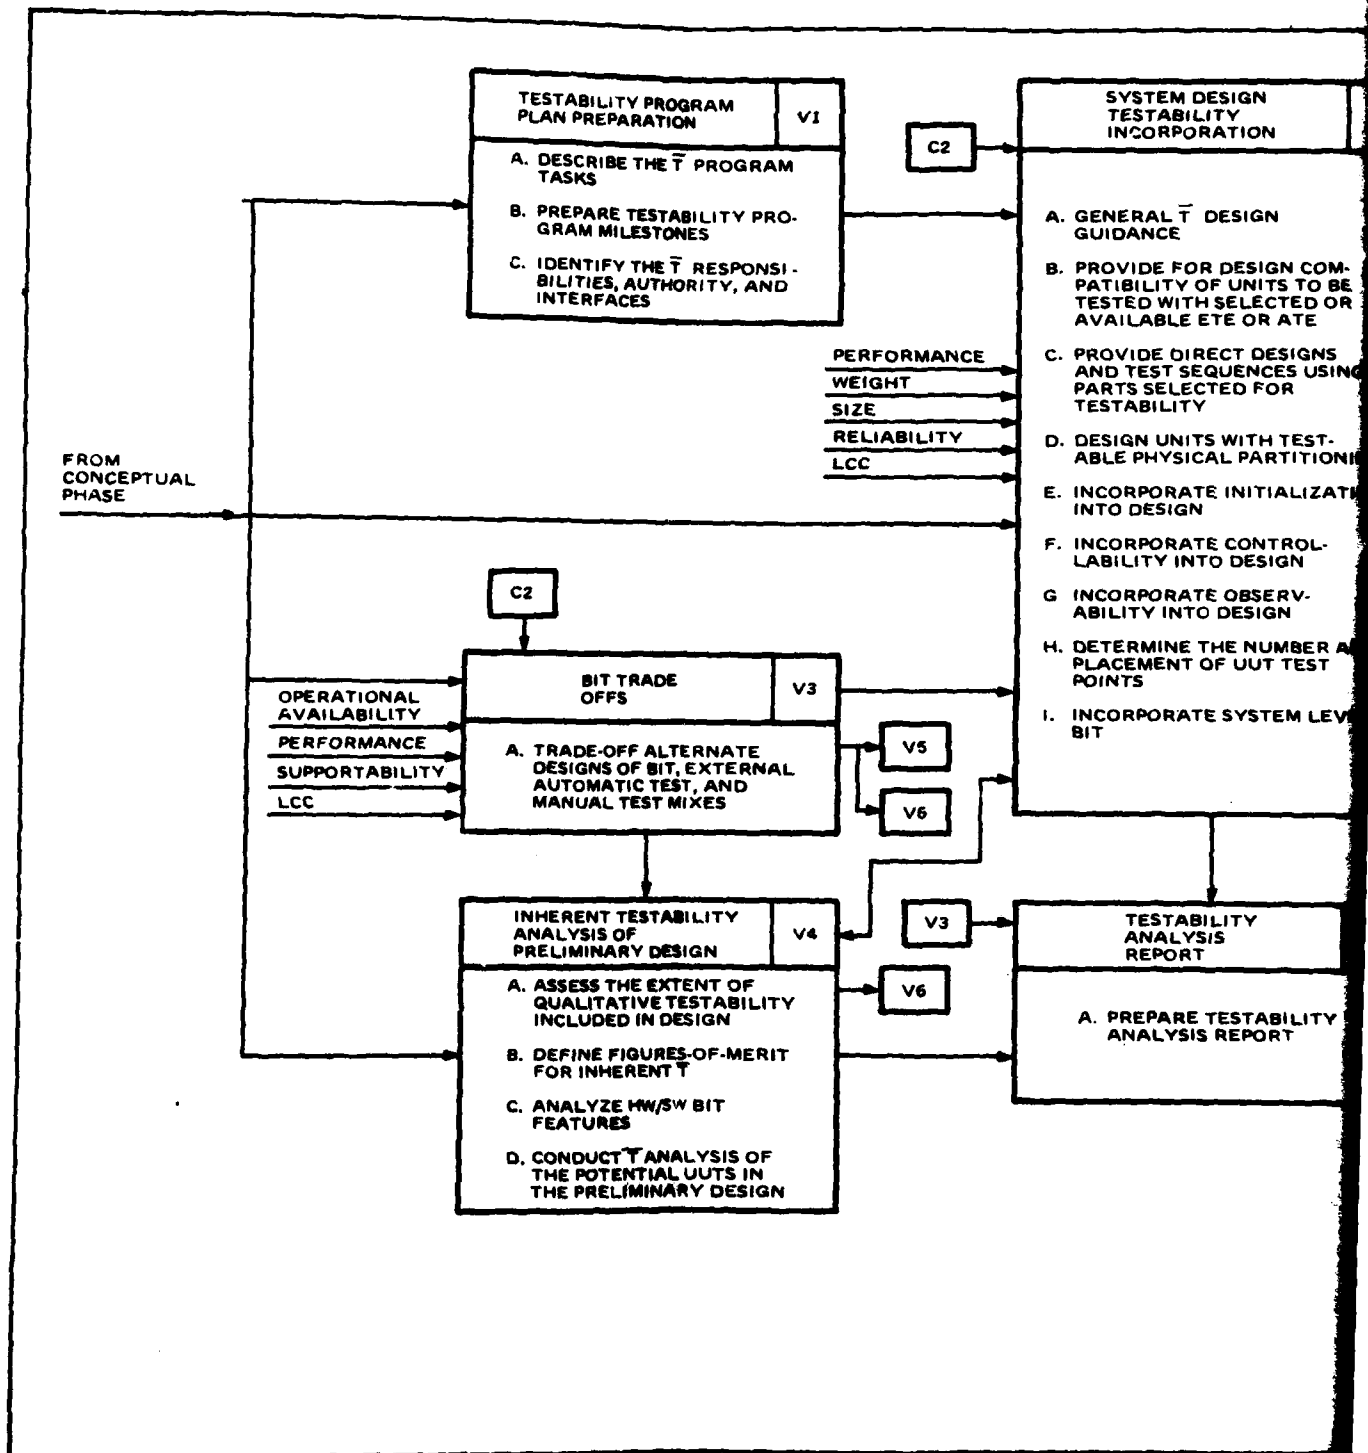 TESTABILITY PROGRAM
PLAN PREPARATION
V1
A. DESCRIBE THE T̅ PROGRAM
TASKS
B. PREPARE TESTABILITY PRO-
GRAM MILESTONES
C. IDENTIFY THE T̅ RESPONSI-
BILITIES, AUTHORITY, AND
INTERFACES
C2
SYSTEM DESIGN
TESTABILITY
INCORPORATION
A. GENERAL T̅ DESIGN
GUIDANCE
B. PROVIDE FOR DESIGN COM-
PATIBILITY OF UNITS TO BE
TESTED WITH SELECTED OR
AVAILABLE ETE OR ATE
C. PROVIDE DIRECT DESIGNS
AND TEST SEQUENCES USING
PARTS SELECTED FOR
TESTABILITY
D. DESIGN UNITS WITH TEST-
ABLE PHYSICAL PARTITIONI
E. INCORPORATE INITIALIZATI
INTO DESIGN
F. INCORPORATE CONTROL-
LABILITY INTO DESIGN
G INCORPORATE OBSERV-
ABILITY INTO DESIGN
H. DETERMINE THE NUMBER A
PLACEMENT OF UUT TEST
POINTS
I. INCORPORATE SYSTEM LEV
BIT
PERFORMANCE
WEIGHT
SIZE
RELIABILITY
LCC
FROM
CONCEPTUAL
PHASE
C2
BIT TRADE
OFFS
V3
A. TRADE-OFF ALTERNATE
DESIGNS OF BIT, EXTERNAL
AUTOMATIC TEST, AND
MANUAL TEST MIXES
OPERATIONAL
AVAILABILITY
PERFORMANCE
SUPPORTABILITY
LCC
V5
V6
INHERENT TESTABILITY
ANALYSIS OF
PRELIMINARY DESIGN
V4
A. ASSESS THE EXTENT OF
QUALITATIVE TESTABILITY
INCLUDED IN DESIGN
B. DEFINE FIGURES-OF-MERIT
FOR INHERENT T̅
C. ANALYZE HW/SW BIT
FEATURES
D. CONDUCT T̅ ANALYSIS OF
THE POTENTIAL UUTS IN
THE PRELIMINARY DESIGN
V3
V6
TESTABILITY
ANALYSIS
REPORT
A. PREPARE TESTABILITY
ANALYSIS REPORT